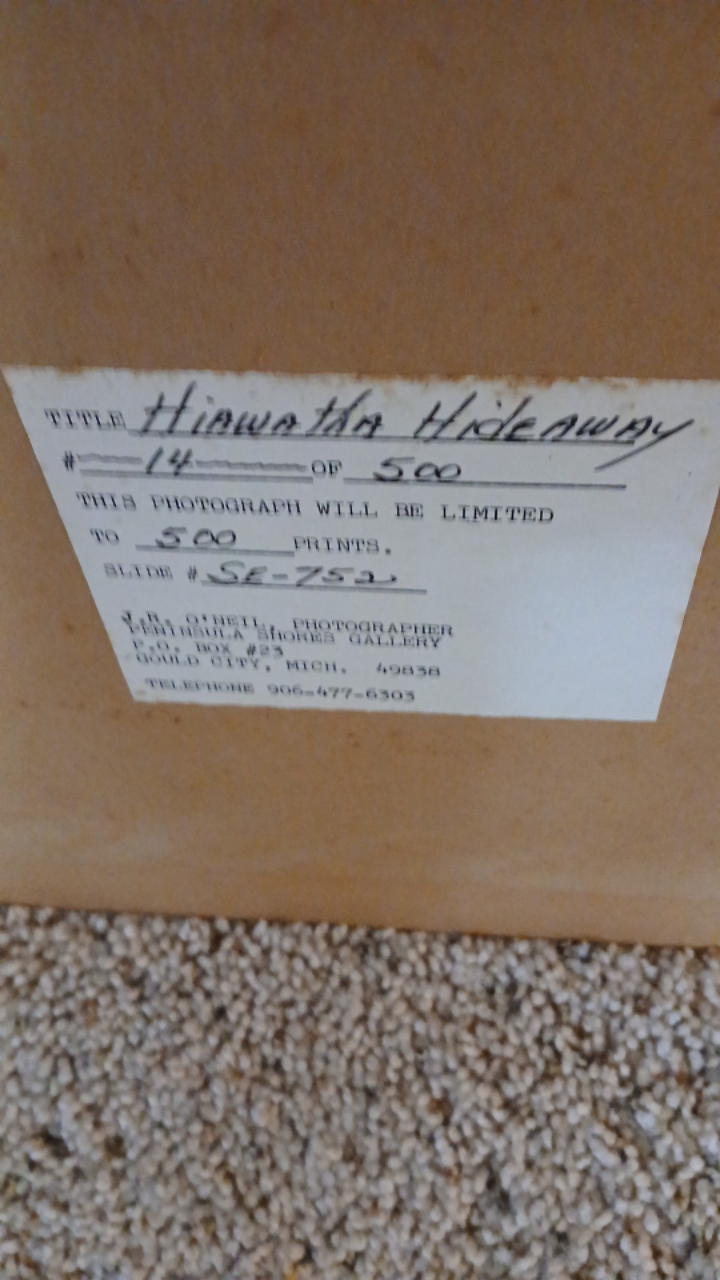 TITLE Hiawatha Hideaway
# 14 OF 500
THIS PHOTOGRAPH WILL BE LIMITED
TO 500 PRINTS.
SLIDE # SE-752
J.R. O'NEIL, PHOTOGRAPHER
PENINSULA SHORES GALLERY
P.O. BOX #23
GOULD CITY, MICH. 49838
TELEPHONE 906-477-6303